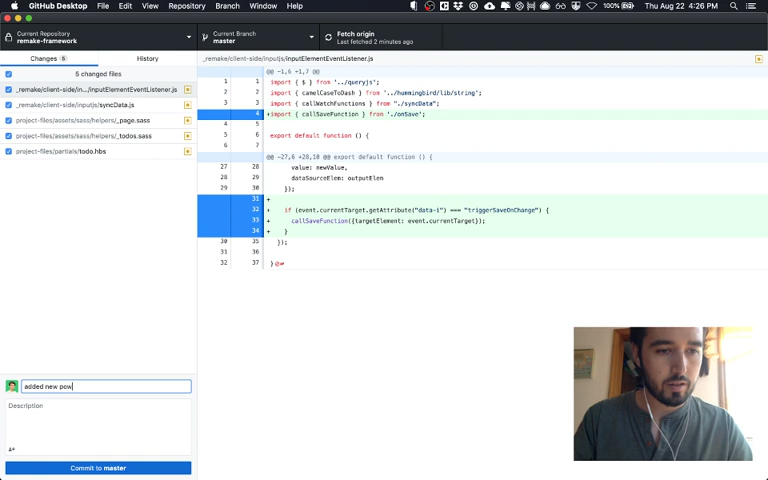 GitHub Desktop File Edit View Repository Branch Window Help 100% Thu Aug 22 4:26 PM
Current Repository
remake-framework
Current Branch
master
Fetch origin
Last fetched 2 minutes ago
Changes 5 History
_remake/client-side/inputjs/inputElementEventListener.js
5 changed files
_remake/client-side/in.../inputElementEventListener.js
_remake/client-side/inputjs/syncData.js
project-files/assets/sass/helpers/_page.sass
project-files/assets/sass/helpers/_todos.sass
project-files/partials/todo.hbs
@@ -1,6 +1,7 @@
1 1 import { $ } from '../queryjs';
2 2 import { camelCaseToDash } from '../hummingbird/lib/string';
3 3 import { callWatchFunctions } from "./syncData";
4 +import { callSaveFunction } from './onSave';
4 5
5 6 export default function () {
6 7
@@ -27,6 +28,10 @@ export default function () {
27 28 value: newValue,
28 29 dataSourceElem: outputElem
29 30 });
31 +
32 + if (event.currentTarget.getAttribute("data-i") === "triggerSaveOnChange") {
33 + callSaveFunction({targetElement: event.currentTarget});
34 + }
30 35 });
31 36
32 37 }
added new pow
Description
Commit to master